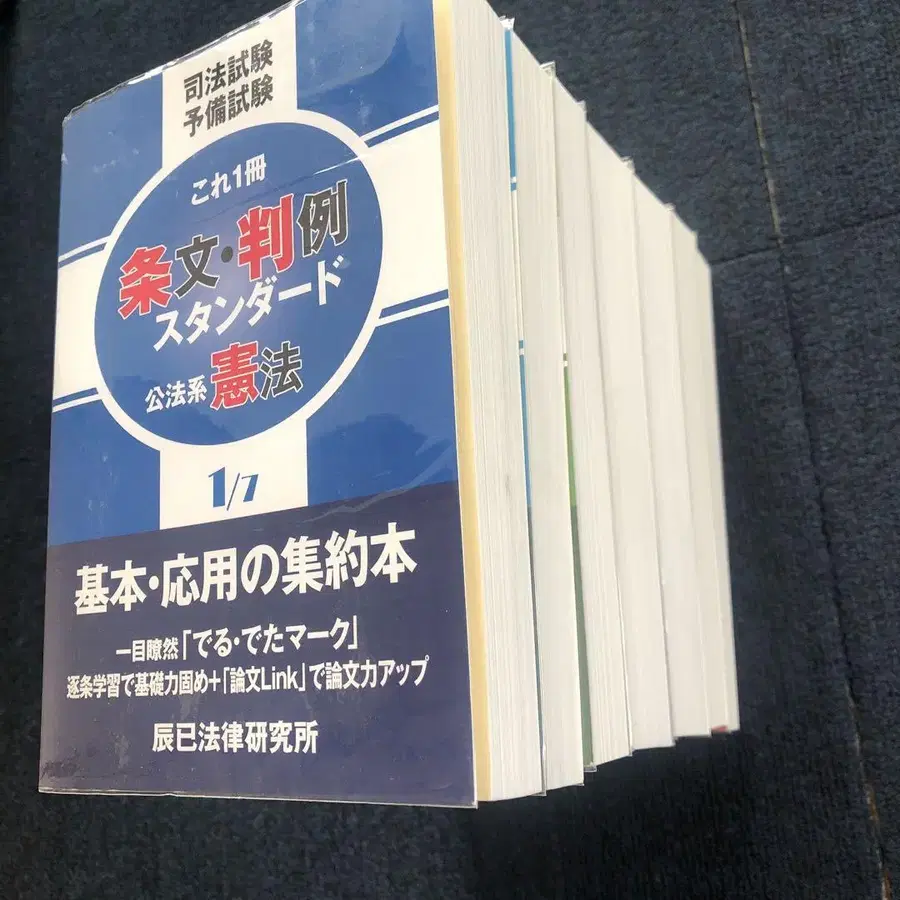 司法試験
予備試験
これ1冊
条文・判例
スタンダード
公法系 憲法
1/7
基本・応用の集約本
一目瞭然「でる・でたマーク」
逐条学習で基礎力固め+「論文Link」で論文力アップ
辰已法律研究所